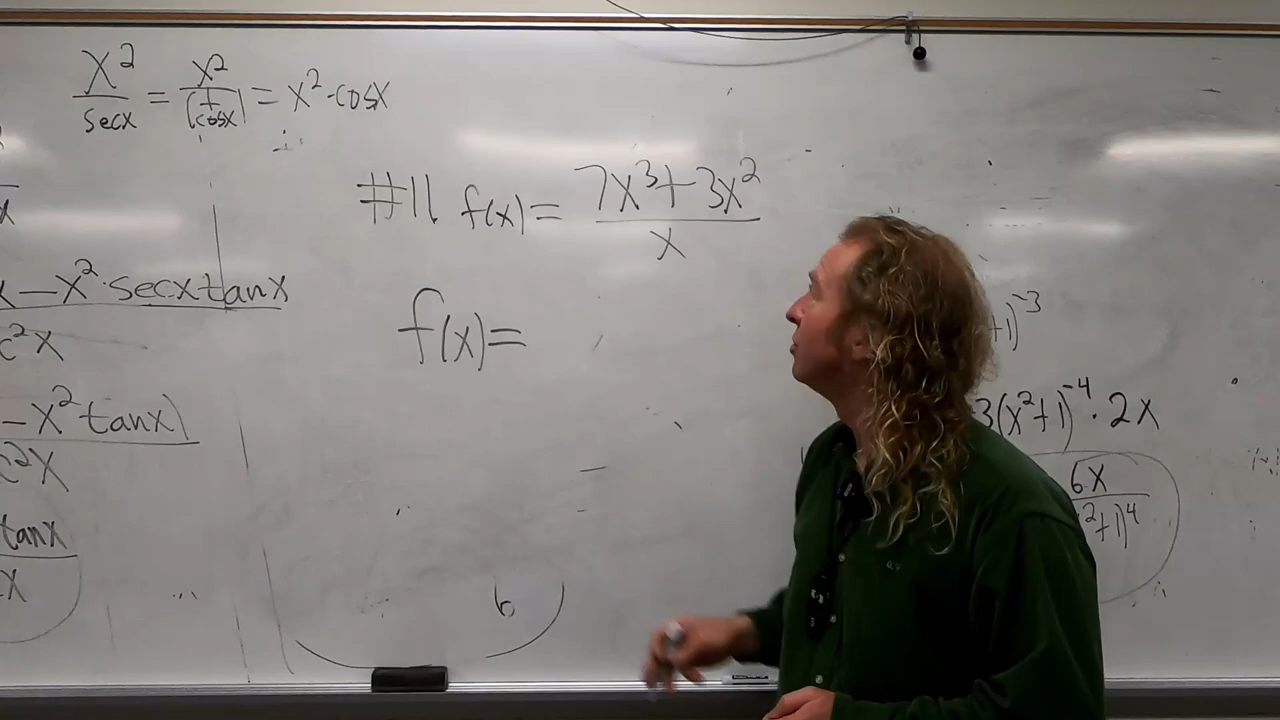 x²/secx = x²/(1/cosx) = x²·cosx
#11 f(x) = (7x³+3x²)/x
f(x)=
x - x²·secxtanx
c²x
-x²tanx)
c²x
tanx
x
6
+1)⁻³
3(x²+1)⁻⁴·2x
6x
²+1)⁴